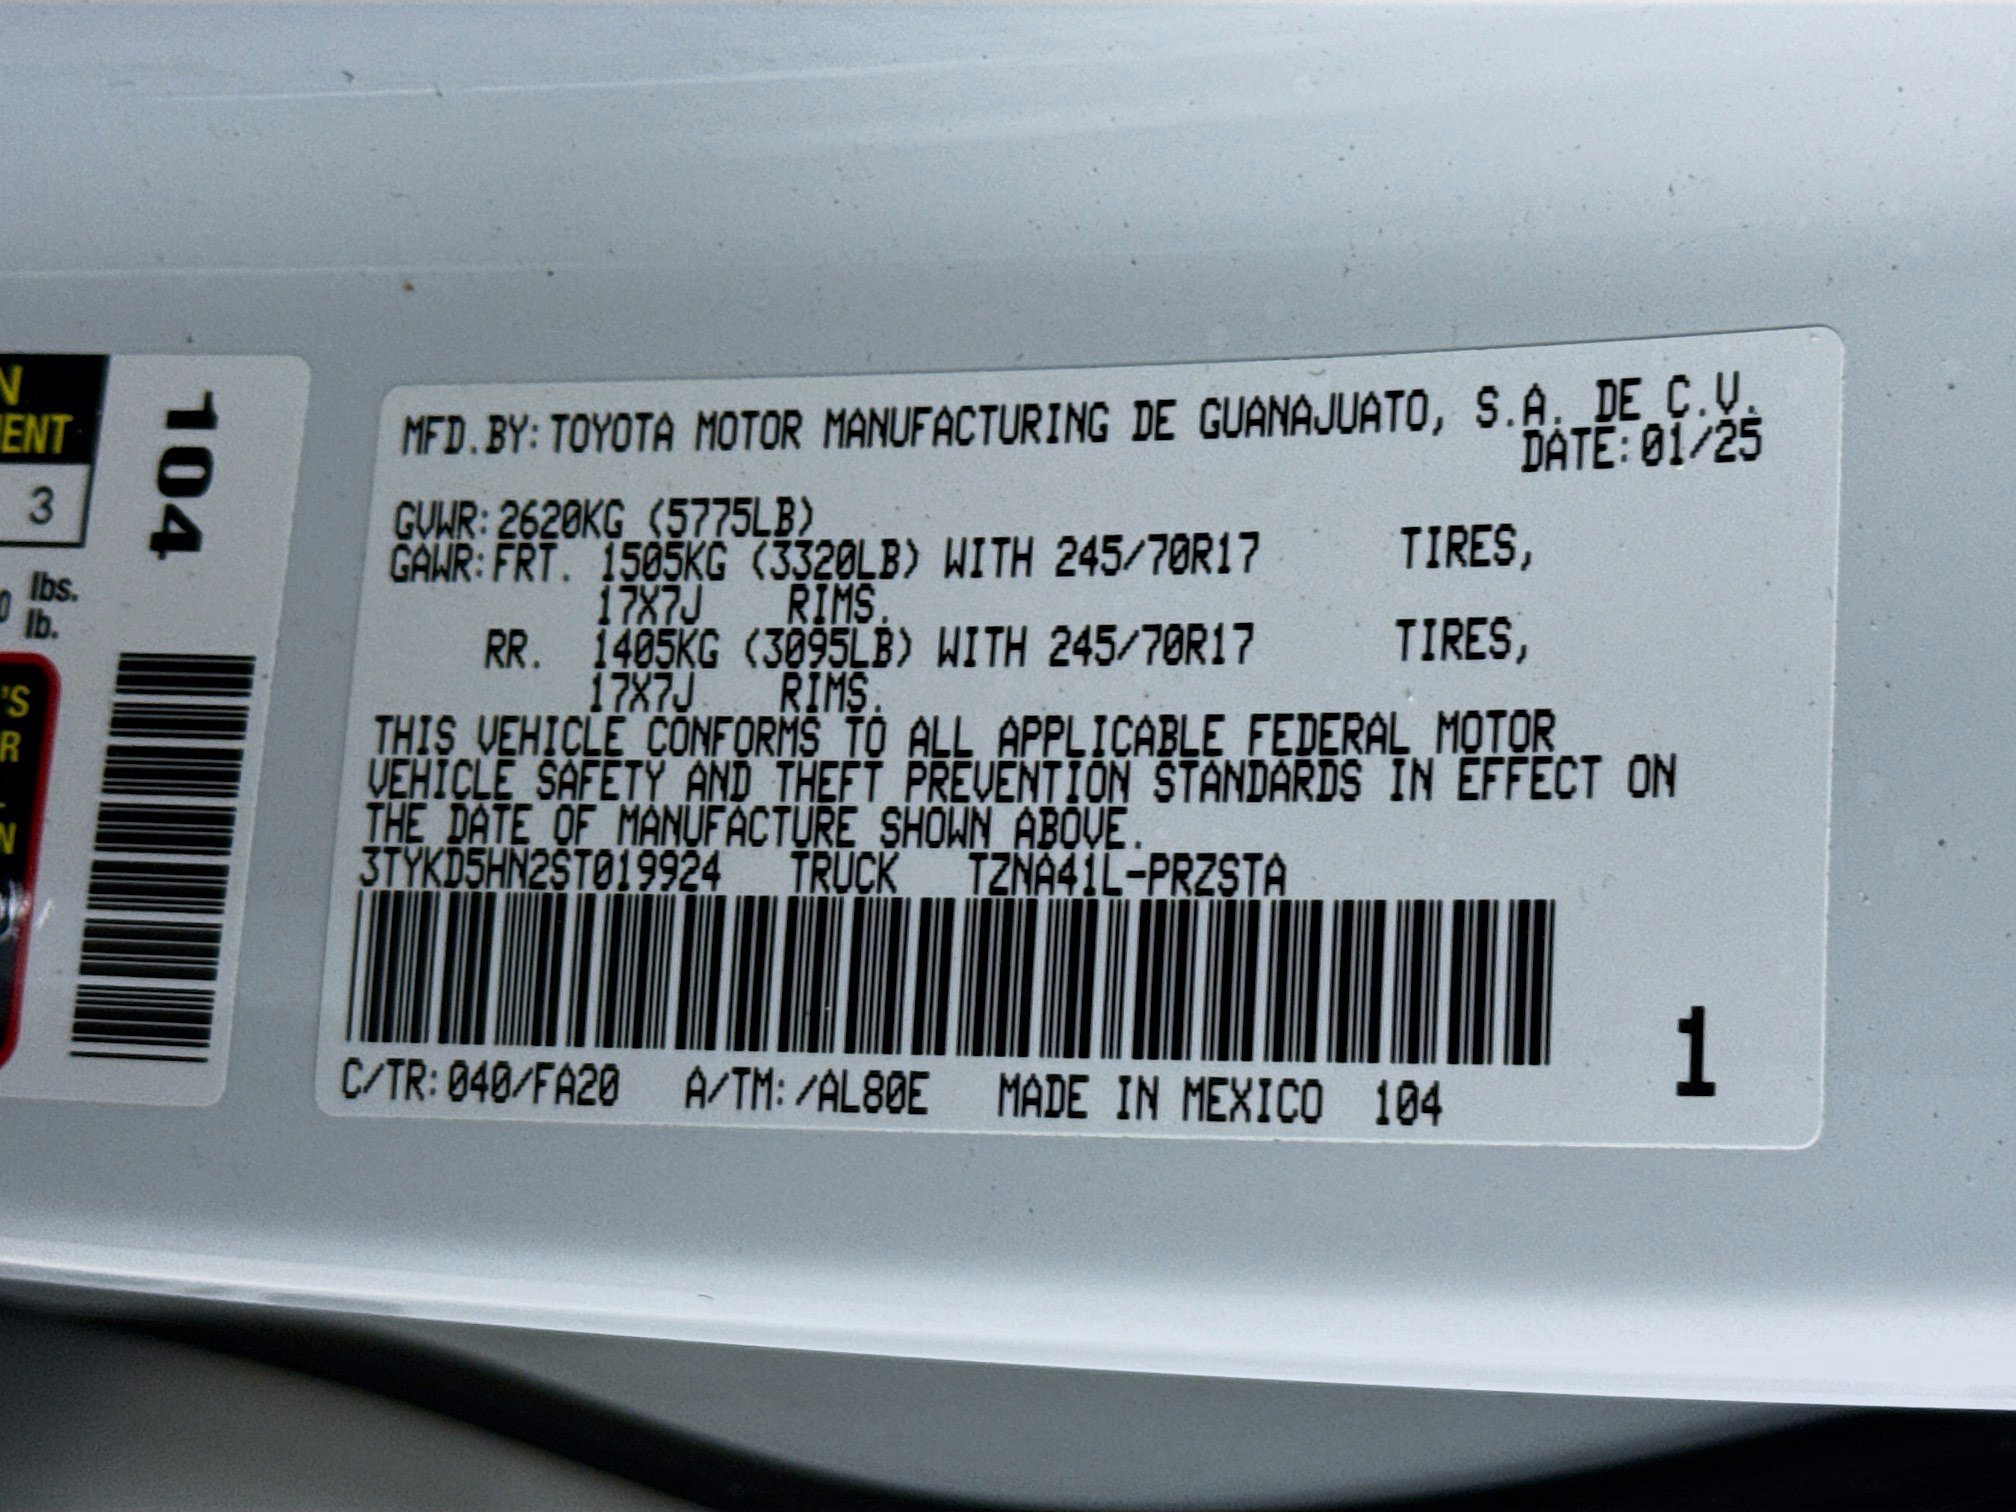 N
MENT
3
lbs.
lb.
'S
R
N
104
MFD.BY:TOYOTA MOTOR MANUFACTURING DE GUANAJUATO, S.A. DE C.V.
DATE:01/25
GVWR:2620KG (5775LB)
GAWR:FRT. 1505KG (3320LB) WITH 245/70R17 TIRES,
17X7J RIMS.
RR. 1405KG (3095LB) WITH 245/70R17 TIRES,
17X7J RIMS.
THIS VEHICLE CONFORMS TO ALL APPLICABLE FEDERAL MOTOR
VEHICLE SAFETY AND THEFT PREVENTION STANDARDS IN EFFECT ON
THE DATE OF MANUFACTURE SHOWN ABOVE.
3TYKD5HN2ST019924 TRUCK TZNA41L-PRZSTA
1
C/TR:040/FA20 A/TM:/AL80E MADE IN MEXICO 104